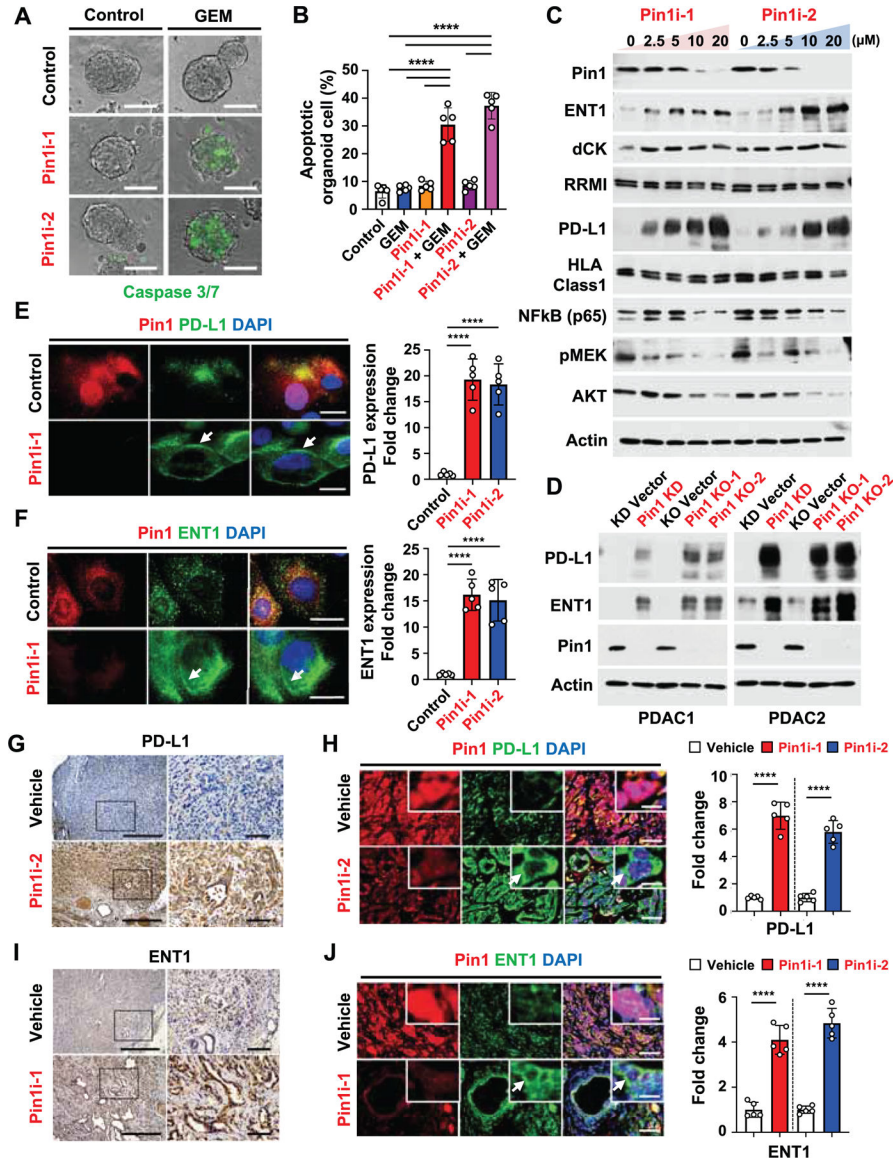 A
Control GEM
Control
Pin1i-1
Pin1i-2
Caspase 3/7
B
****
****
Apoptotic
organoid cell (%)
50
40
30
20
10
0
Control
GEM
Pin1i-1
Pin1i-1 + GEM
Pin1i-2
Pin1i-2 + GEM
C
Pin1i-1 Pin1i-2
0 2.5 5 10 20 0 2.5 5 10 20 (μM)
Pin1
ENT1
dCK
RRMI
PD-L1
HLA
Class1
NFkB (p65)
pMEK
AKT
Actin
D
KD Vector
Pin1 KD
KO Vector
Pin1 KO-1
Pin1 KO-2
KD Vector
Pin1 KD
KO Vector
Pin1 KO-1
Pin1 KO-2
PD-L1
ENT1
Pin1
Actin
PDAC1 PDAC2
E
Pin1 PD-L1 DAPI
Control
Pin1i-1
****
****
PD-L1 expression
Fold change
25
20
15
10
5
0
Control
Pin1i-1
Pin1i-2
F
Pin1 ENT1 DAPI
Control
Pin1i-1
****
****
ENT1 expression
Fold change
25
20
15
10
5
0
Control
Pin1i-1
Pin1i-2
G
PD-L1
Vehicle
Pin1i-2
H
Pin1 PD-L1 DAPI
Vehicle
Pin1i-2
Vehicle Pin1i-1 Pin1i-2
****
****
Fold change
10
8
6
4
2
0
PD-L1
I
ENT1
Vehicle
Pin1i-1
J
Pin1 ENT1 DAPI
Vehicle
Pin1i-1
Vehicle Pin1i-1 Pin1i-2
****
****
Fold change
6
4
2
0
ENT1